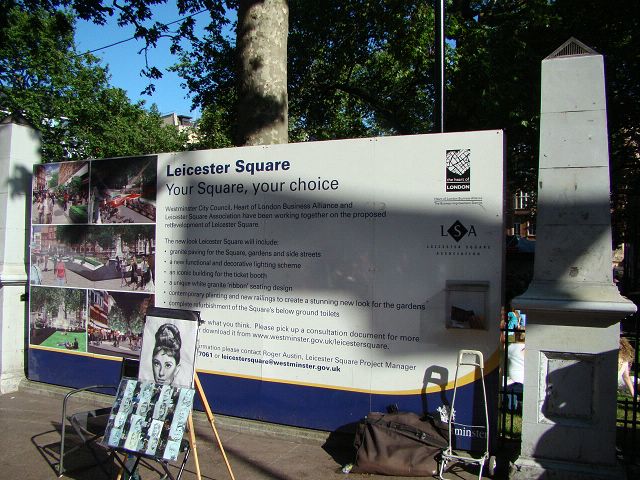 Leicester Square
Your Square, your choice
Westminster City Council, Heart of London Business Alliance and
Leicester Square Association have been working together on the proposed
redevelopment of Leicester Square.
The new look Leicester Square will include:
• granite paving for the Square, gardens and side streets
• a new functional and decorative lighting scheme
• an iconic building for the ticket booth
• a unique white granite 'ribbon' seating design
• contemporary planting and new railings to create a stunning new look for the gardens
complete refurbishment of the Square's below ground toilets
what you think. Please pick up a consultation document for more
download it from www.westminster.gov.uk/leicestersquare.
information please contact Roger Austin, Leicester Square Project Manager
7061 or leicestersquare@westminster.gov.uk
the heart of
LONDON
Heart of London
Business Alliance
LSA
LEICESTER SQUARE
ASSOCIATION